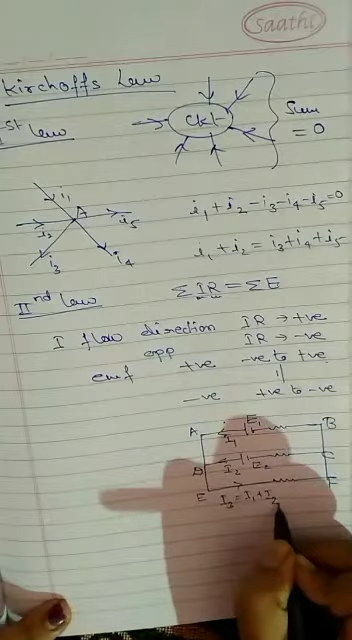 Saathi
Kirchoffs Law
Ist law
CKt
Sum = 0
i1 A i5
i2
i3 i4
i1 + i2 - i3 - i4 - i5 = 0
i1 + i2 = i3 + i4 + i5
IInd law ΣIR = ΣE
I flow direction IR → +ve
opp IR → -ve
emf +ve -ve to +ve
-ve +ve to -ve
A I1 E1 B
D I2 E2 C
E I3 = I1 + I2 F